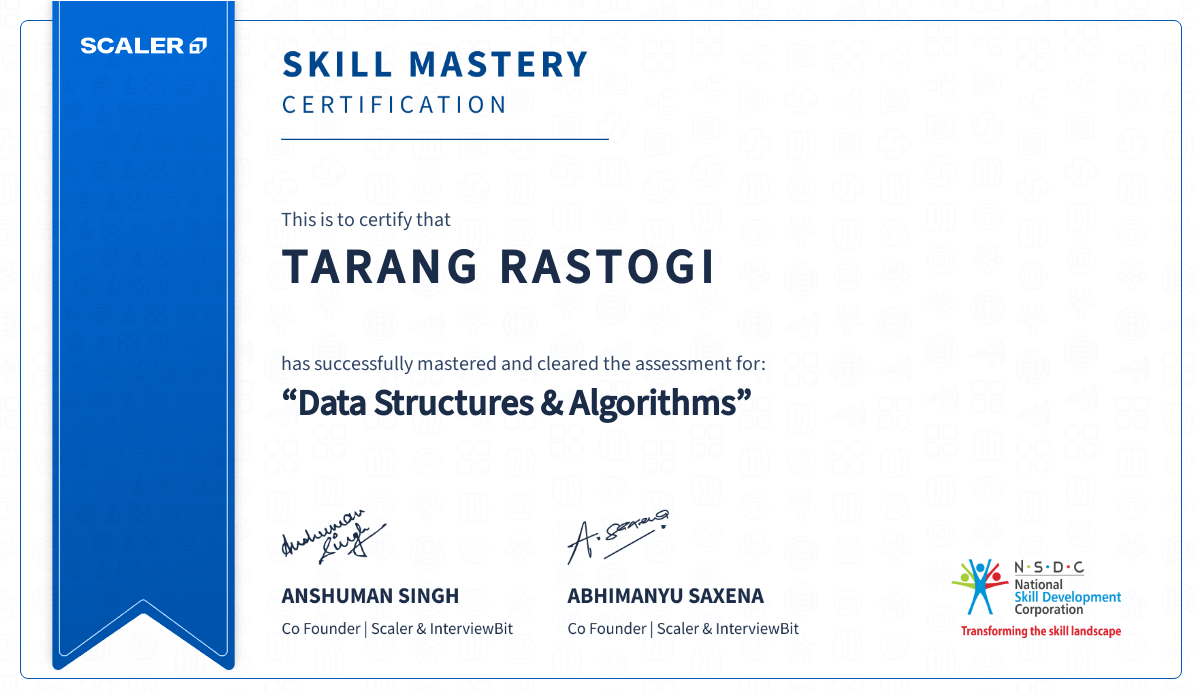 SCALER
SKILL MASTERY
CERTIFICATION
This is to certify that
TARANG RASTOGI
has successfully mastered and cleared the assessment for:
“Data Structures & Algorithms”
Anshuman
Singh
A. Saxena
ANSHUMAN SINGH
Co Founder | Scaler & InterviewBit
ABHIMANYU SAXENA
Co Founder | Scaler & InterviewBit
N·S·D·C
National
Skill Development
Corporation
Transforming the skill landscape